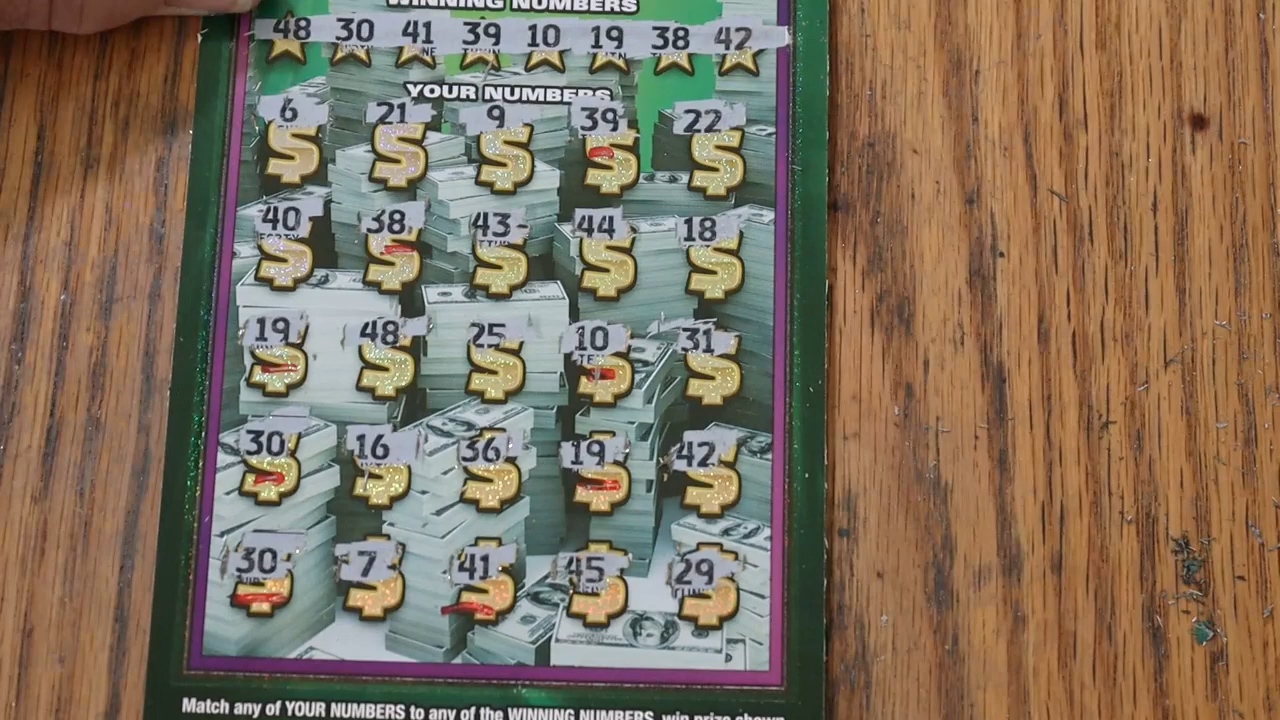 WINNING NUMBERS
48 30 41 39 10 19 38 42
YOUR NUMBERS
6 21 9 39 22
40 38 43 44 18
19 48 25 10 31
30 16 36 19 42
30 7 41 45 29
Match any of YOUR NUMBERS to any of the WINNING NUMBERS, win prize shown